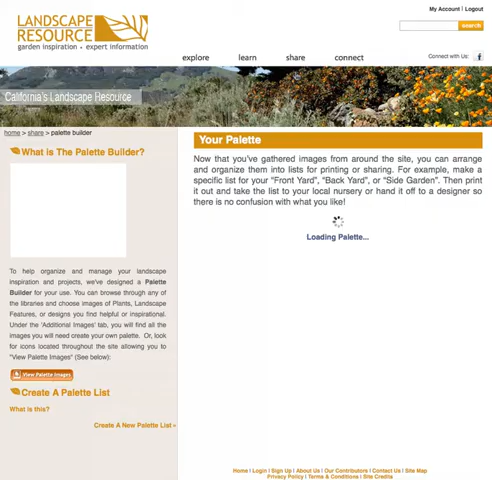 My Account | Logout
LANDSCAPE
RESOURCE
garden inspiration • expert information
search
explore learn share connect
Connect with Us: f
California's Landscape Resource
home > share > palette builder
What is The Palette Builder?
To help organize and manage your landscape
inspiration and projects, we've designed a Palette
Builder for your use. You can browse through any of
the libraries and choose images of Plants, Landscape
Features, or designs you find helpful or inspirational.
Under the 'Additional Images' tab, you will find all the
images you will need create your own palette. Or, look
for icons located throughout the site allowing you to
"View Palette Images" (See below):
View Palette Images
Create A Palette List
What is this?
Create A New Palette List »
Your Palette
Now that you've gathered images from around the site, you can arrange
and organize them into lists for printing or sharing. For example, make a
specific list for your "Front Yard", "Back Yard", or "Side Garden". Then print
it out and take the list to your local nursery or hand it off to a designer so
there is no confusion with what you like!
Loading Palette...
Home | Login | Sign Up | About Us | Our Contributors | Contact Us | Site Map
Privacy Policy | Terms & Conditions | Site Credits